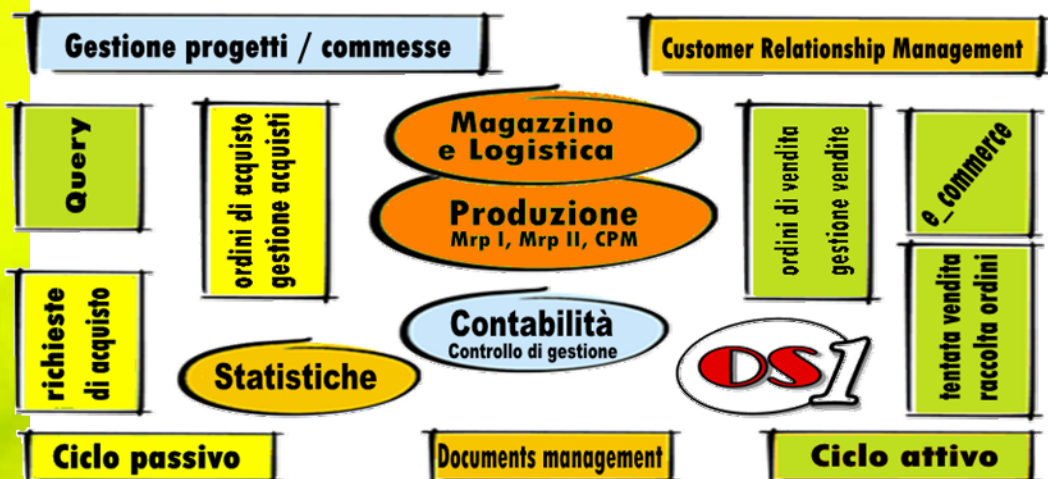 Gestione progetti / commesse
Customer Relationship Management
Query
ordini di acquisto
gestione acquisti
Magazzino
e Logistica
Produzione
Mrp I, Mrp II, CPM
ordini di vendita
gestione vendite
e_commerce
richieste
di acquisto
Statistiche
Contabilità
Controllo di gestione
OS1
tentata vendita
raccolta ordini
Ciclo passivo
Documents management
Ciclo attivo